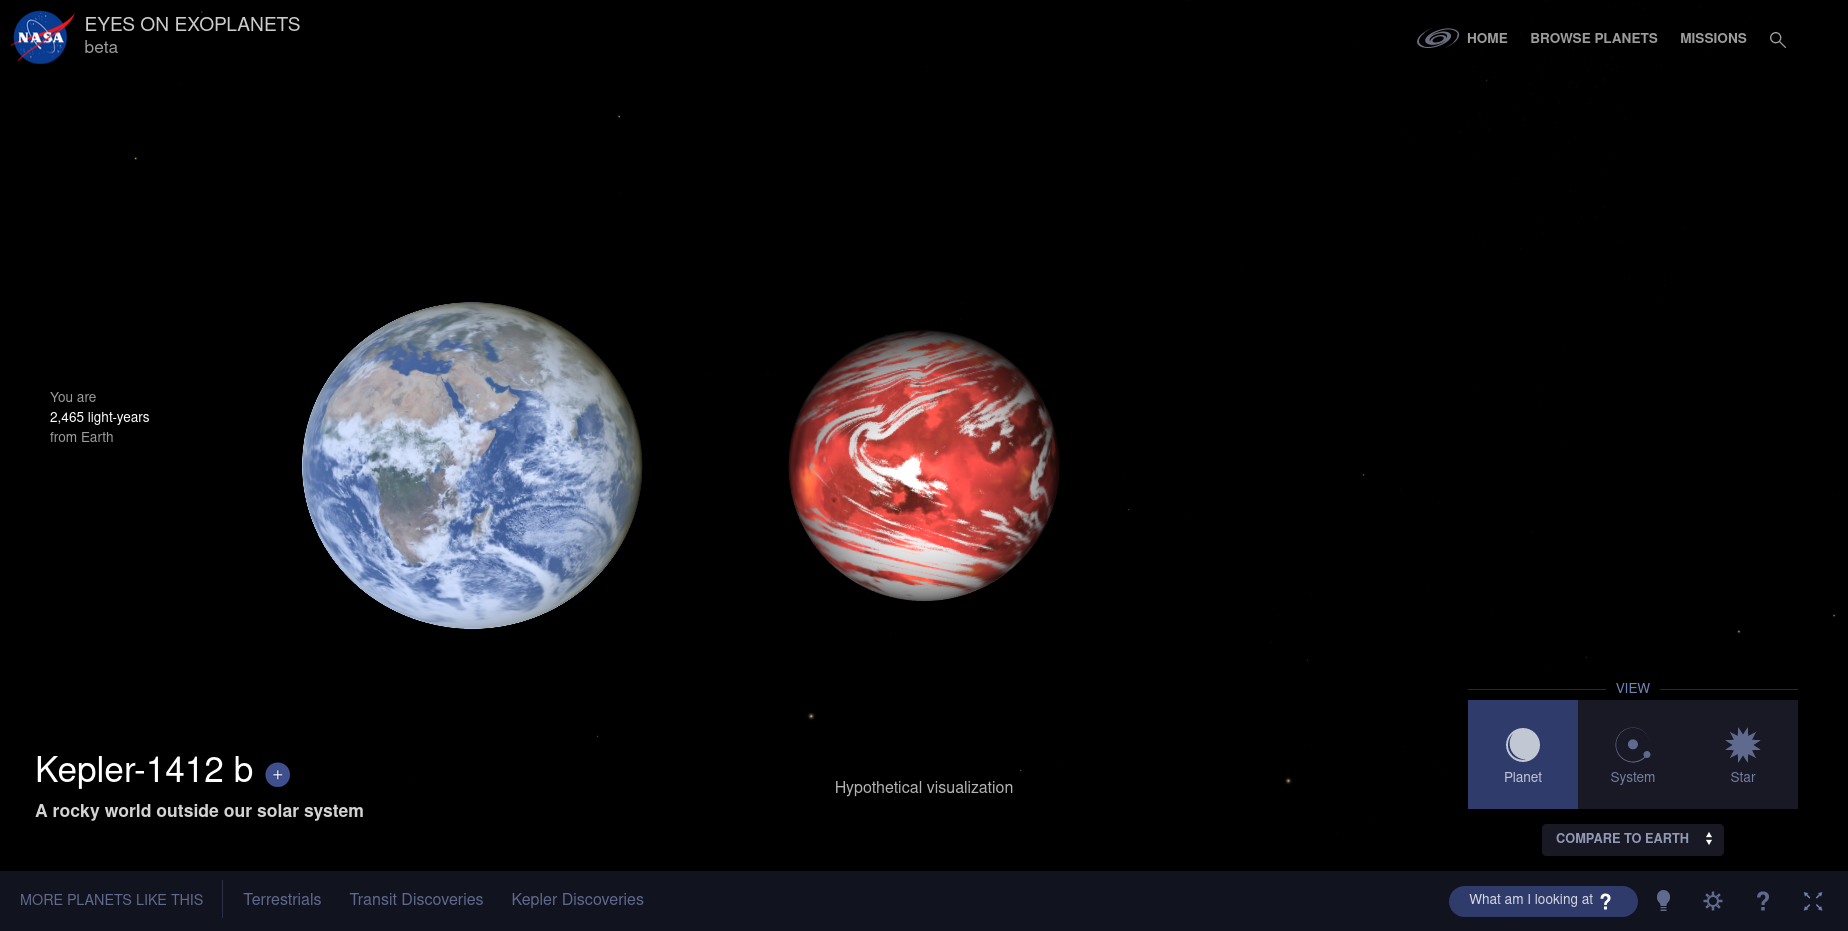 NASA
EYES ON EXOPLANETS
beta
HOME
BROWSE PLANETS
MISSIONS
You are
2,465 light-years
from Earth
Kepler-1412 b +
A rocky world outside our solar system
Hypothetical visualization
VIEW
Planet
System
Star
COMPARE TO EARTH
MORE PLANETS LIKE THIS
Terrestrials
Transit Discoveries
Kepler Discoveries
What am I looking at ?
?